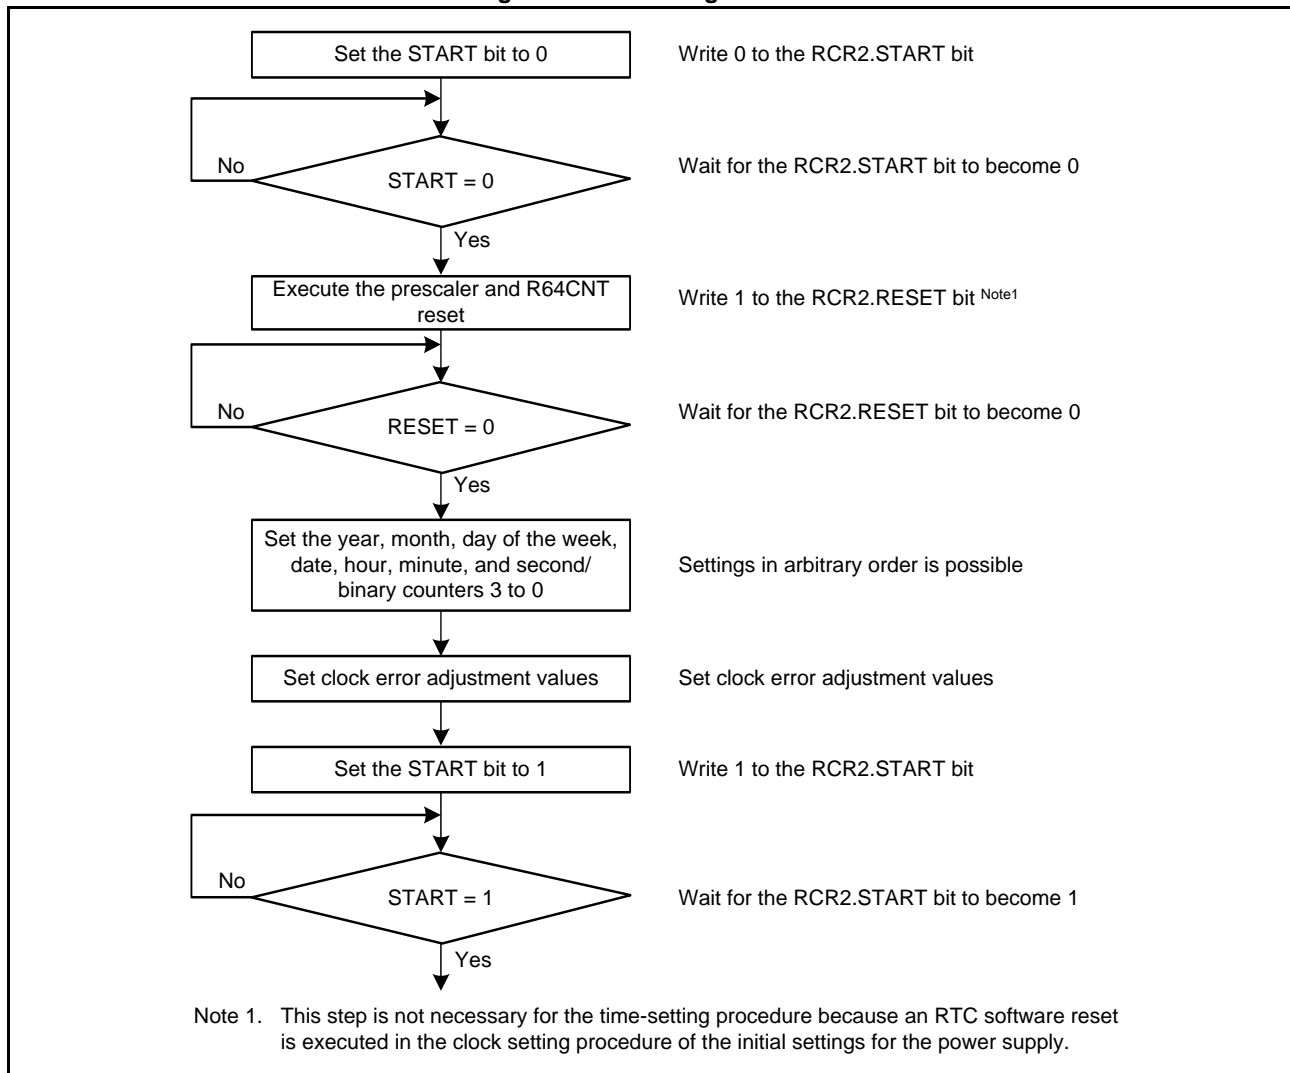 Set the START bit to 0
Write 0 to the RCR2.START bit
No
START = 0
Wait for the RCR2.START bit to become 0
Yes
Execute the prescaler and R64CNT
reset
Write 1 to the RCR2.RESET bit Note1
No
RESET = 0
Wait for the RCR2.RESET bit to become 0
Yes
Set the year, month, day of the week,
date, hour, minute, and second/
binary counters 3 to 0
Settings in arbitrary order is possible
Set clock error adjustment values
Set clock error adjustment values
Set the START bit to 1
Write 1 to the RCR2.START bit
No
START = 1
Wait for the RCR2.START bit to become 1
Yes
Note 1. This step is not necessary for the time-setting procedure because an RTC software reset
is executed in the clock setting procedure of the initial settings for the power supply.